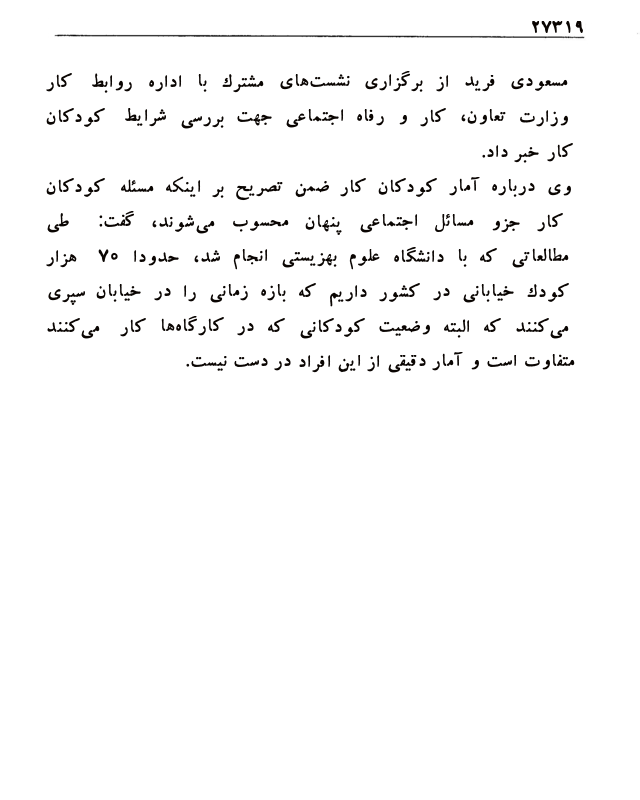 ۲۷۳۱۹
مسعودی فرید از برگزاری نشست‌های مشترك با اداره روابط کار
وزارت تعاون، کار و رفاه اجتماعی جهت بررسی شرایط کودکان
کار خبر داد.
وی درباره آمار کودکان کار ضمن تصریح بر اینکه مسئله کودکان
کار جزو مسائل اجتماعی پنهان محسوب می‌شوند، گفت: طی
مطالعاتی که با دانشگاه علوم بهزیستی انجام شد، حدودا ۷۰ هزار
کودك خیابانی در کشور داریم که بازه زمانی را در خیابان سپری
می‌کنند که البته وضعیت کودکانی که در کارگاه‌ها کار می‌کنند
متفاوت است و آمار دقیقی از این افراد در دست نیست.